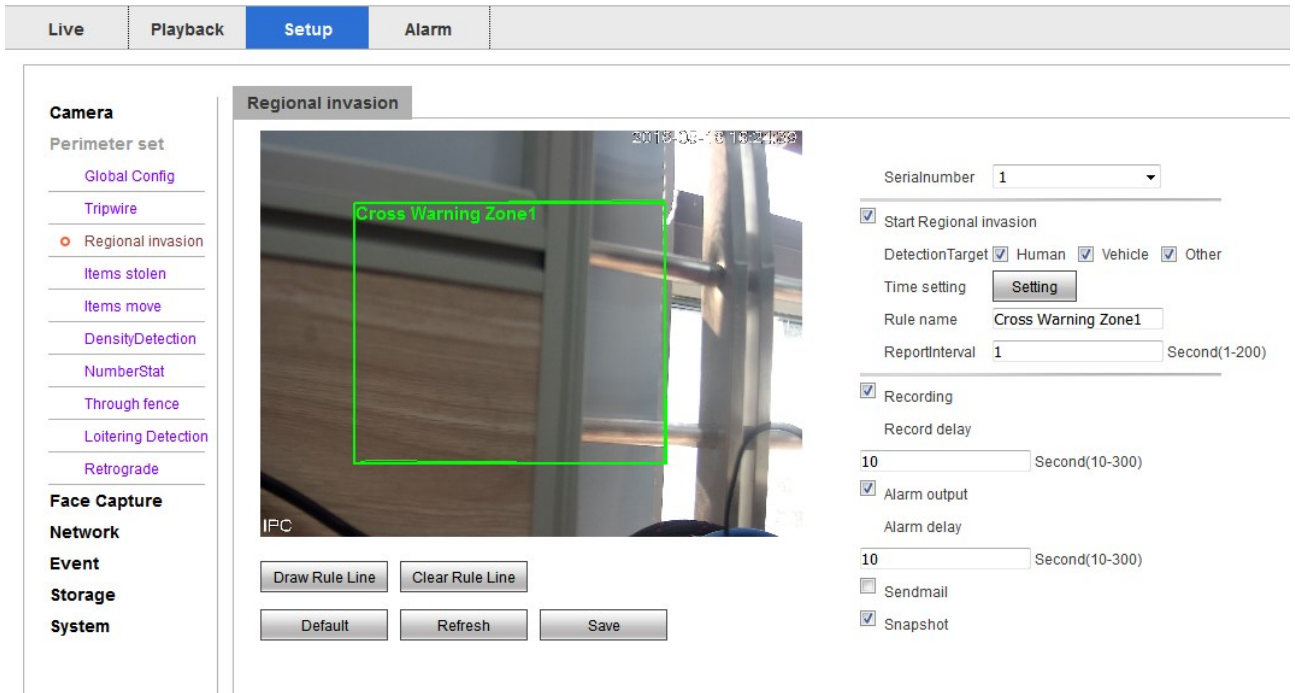 Live Playback Setup Alarm
Camera
Perimeter set
Global Config
Tripwire
Regional invasion
Items stolen
Items move
DensityDetection
NumberStat
Through fence
Loitering Detection
Retrograde
Face Capture
Network
Event
Storage
System
Regional invasion
Cross Warning Zone1
IPC
Draw Rule Line Clear Rule Line
Default Refresh Save
Serialnumber 1
Start Regional invasion
DetectionTarget Human Vehicle Other
Time setting Setting
Rule name Cross Warning Zone1
ReportInterval 1 Second(1-200)
Recording
Record delay
10 Second(10-300)
Alarm output
Alarm delay
10 Second(10-300)
Sendmail
Snapshot